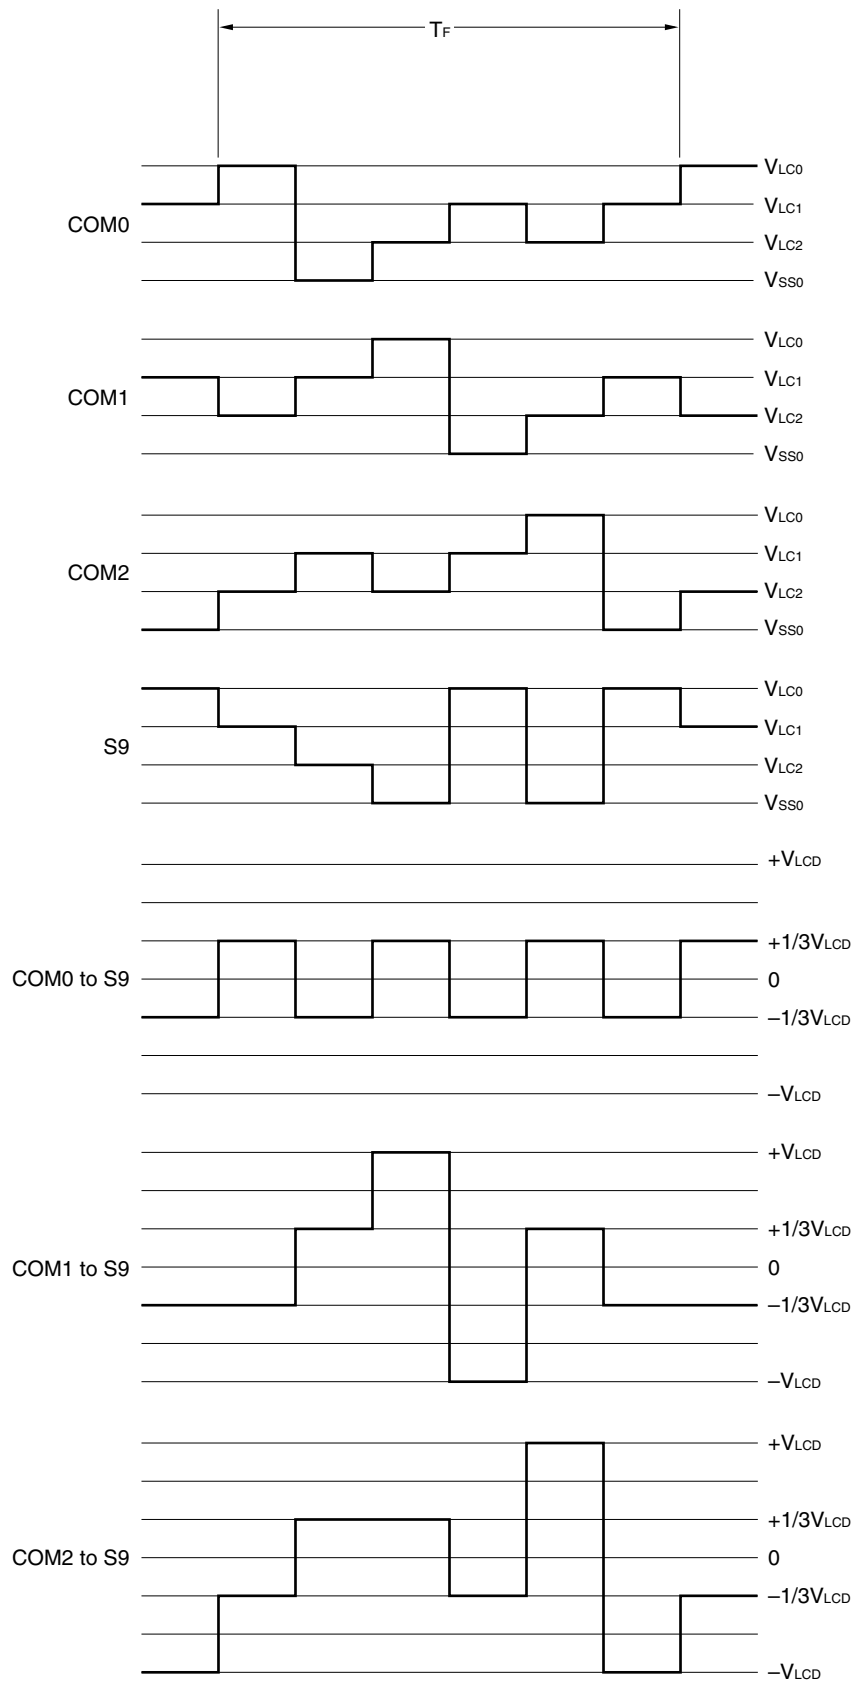 TF
VLC0
VLC1
COM0
VLC2
VSS0
VLC0
VLC1
COM1
VLC2
VSS0
VLC0
VLC1
COM2
VLC2
VSS0
VLC0
VLC1
S9
VLC2
VSS0
+VLCD
+1/3VLCD
COM0 to S9
0
–1/3VLCD
–VLCD
+VLCD
+1/3VLCD
COM1 to S9
0
–1/3VLCD
–VLCD
+VLCD
+1/3VLCD
COM2 to S9
0
–1/3VLCD
–VLCD